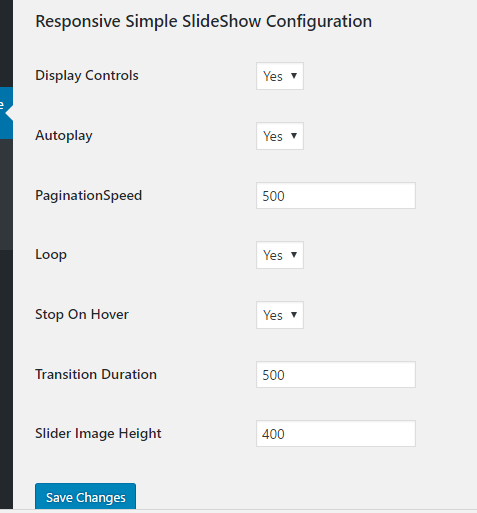 Responsive Simple SlideShow Configuration
e
Display Controls Yes
Autoplay Yes
PaginationSpeed 500
Loop Yes
Stop On Hover Yes
Transition Duration 500
Slider Image Height 400
Save Changes